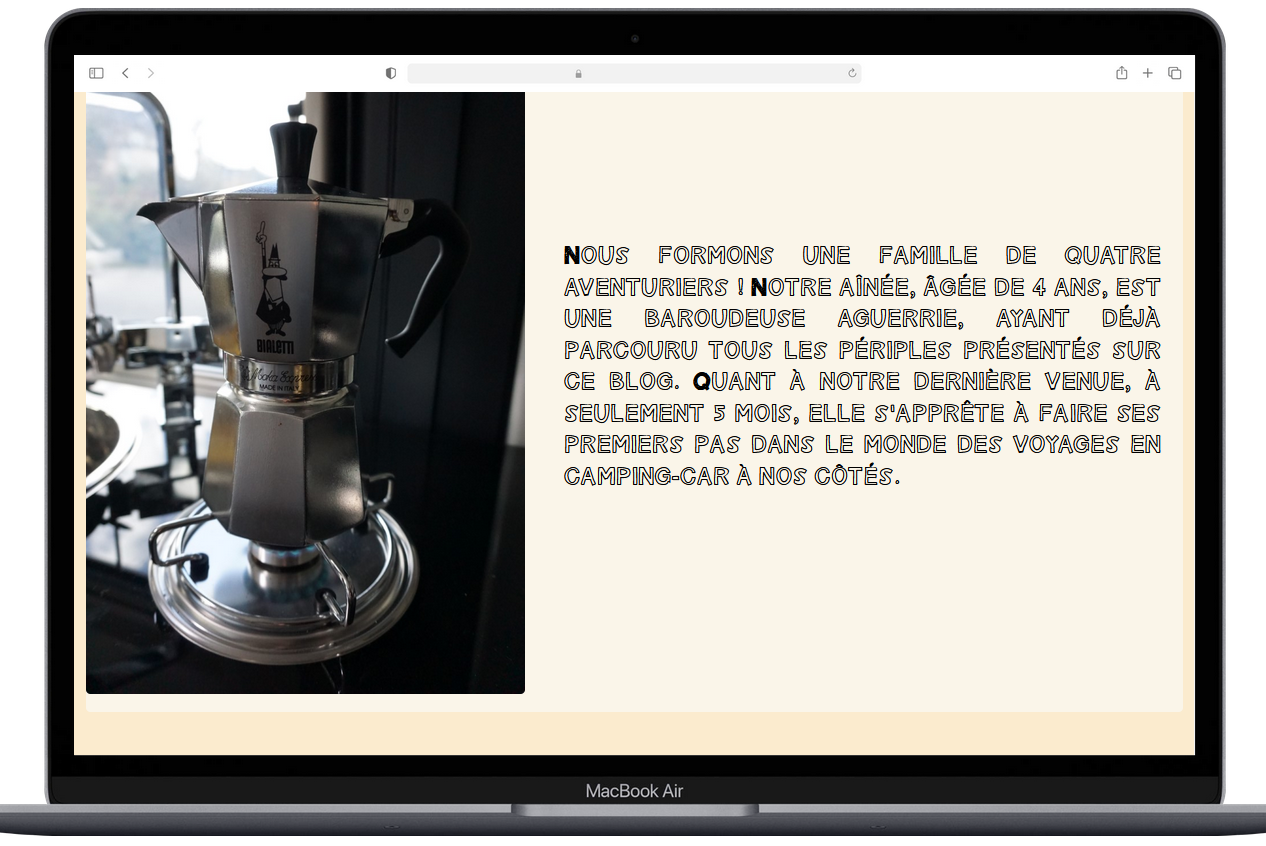 BIALETTI
Moka Express
MADE IN ITALY
NOUS FORMONS UNE FAMILLE DE QUATRE
AVENTURIERS ! NOTRE AÎNÉE, ÂGÉE DE 4 ANS, EST
UNE BAROUDEUSE AGUERRIE, AYANT DÉJÀ
PARCOURU TOUS LES PÉRIPLES PRÉSENTÉS SUR
CE BLOG. QUANT À NOTRE DERNIÈRE VENUE, À
SEULEMENT 5 MOIS, ELLE S'APPRÊTE À FAIRE SES
PREMIERS PAS DANS LE MONDE DES VOYAGES EN
CAMPING-CAR À NOS CÔTÉS.
MacBook Air